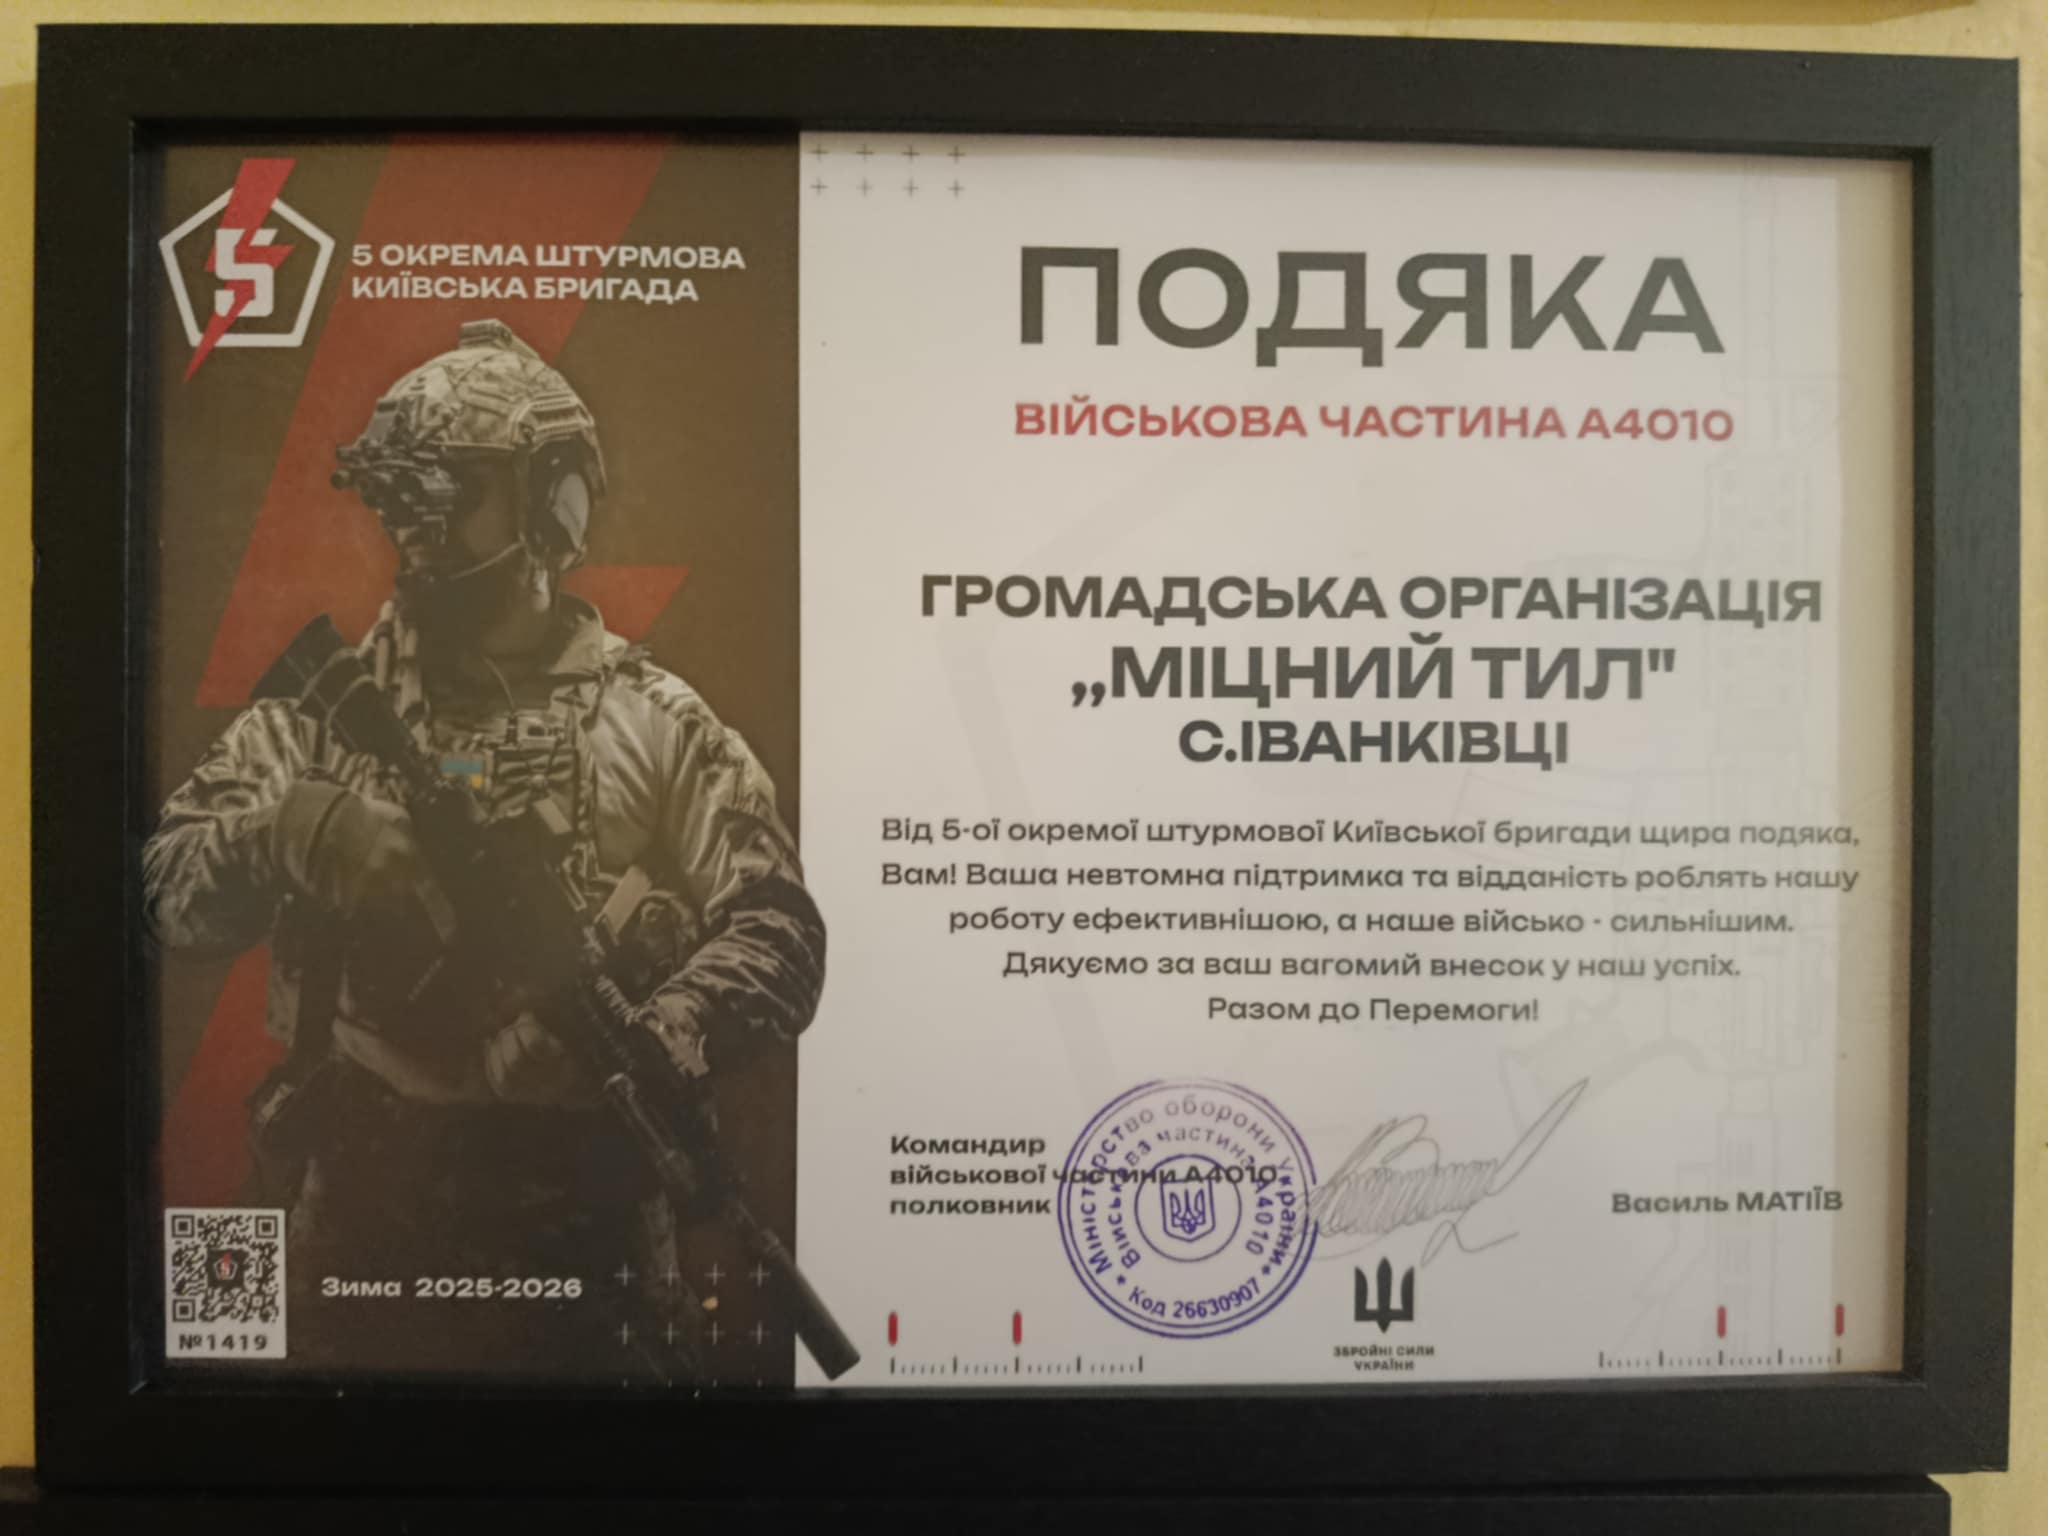 5
5 ОКРЕМА ШТУРМОВА
КИЇВСЬКА БРИГАДА
ПОДЯКА
ВІЙСЬКОВА ЧАСТИНА А4010
ГРОМАДСЬКА ОРГАНІЗАЦІЯ
,,МІЦНИЙ ТИЛ"
С.ІВАНКІВЦІ
Від 5-ої окремої штурмової Київської бригади щира подяка,
Вам! Ваша невтомна підтримка та відданість роблять нашу
роботу ефективнішою, а наше військо - сильнішим.
Дякуємо за ваш вагомий внесок у наш успіх.
Разом до Перемоги!
Командир
військової частини А4010
полковник
Василь МАТІЇВ
Міністерство оборони України
Військова частина А4010
Код 26630907
ЗБРОЙНІ СИЛИ
УКРАЇНИ
Зима 2025-2026
№1419